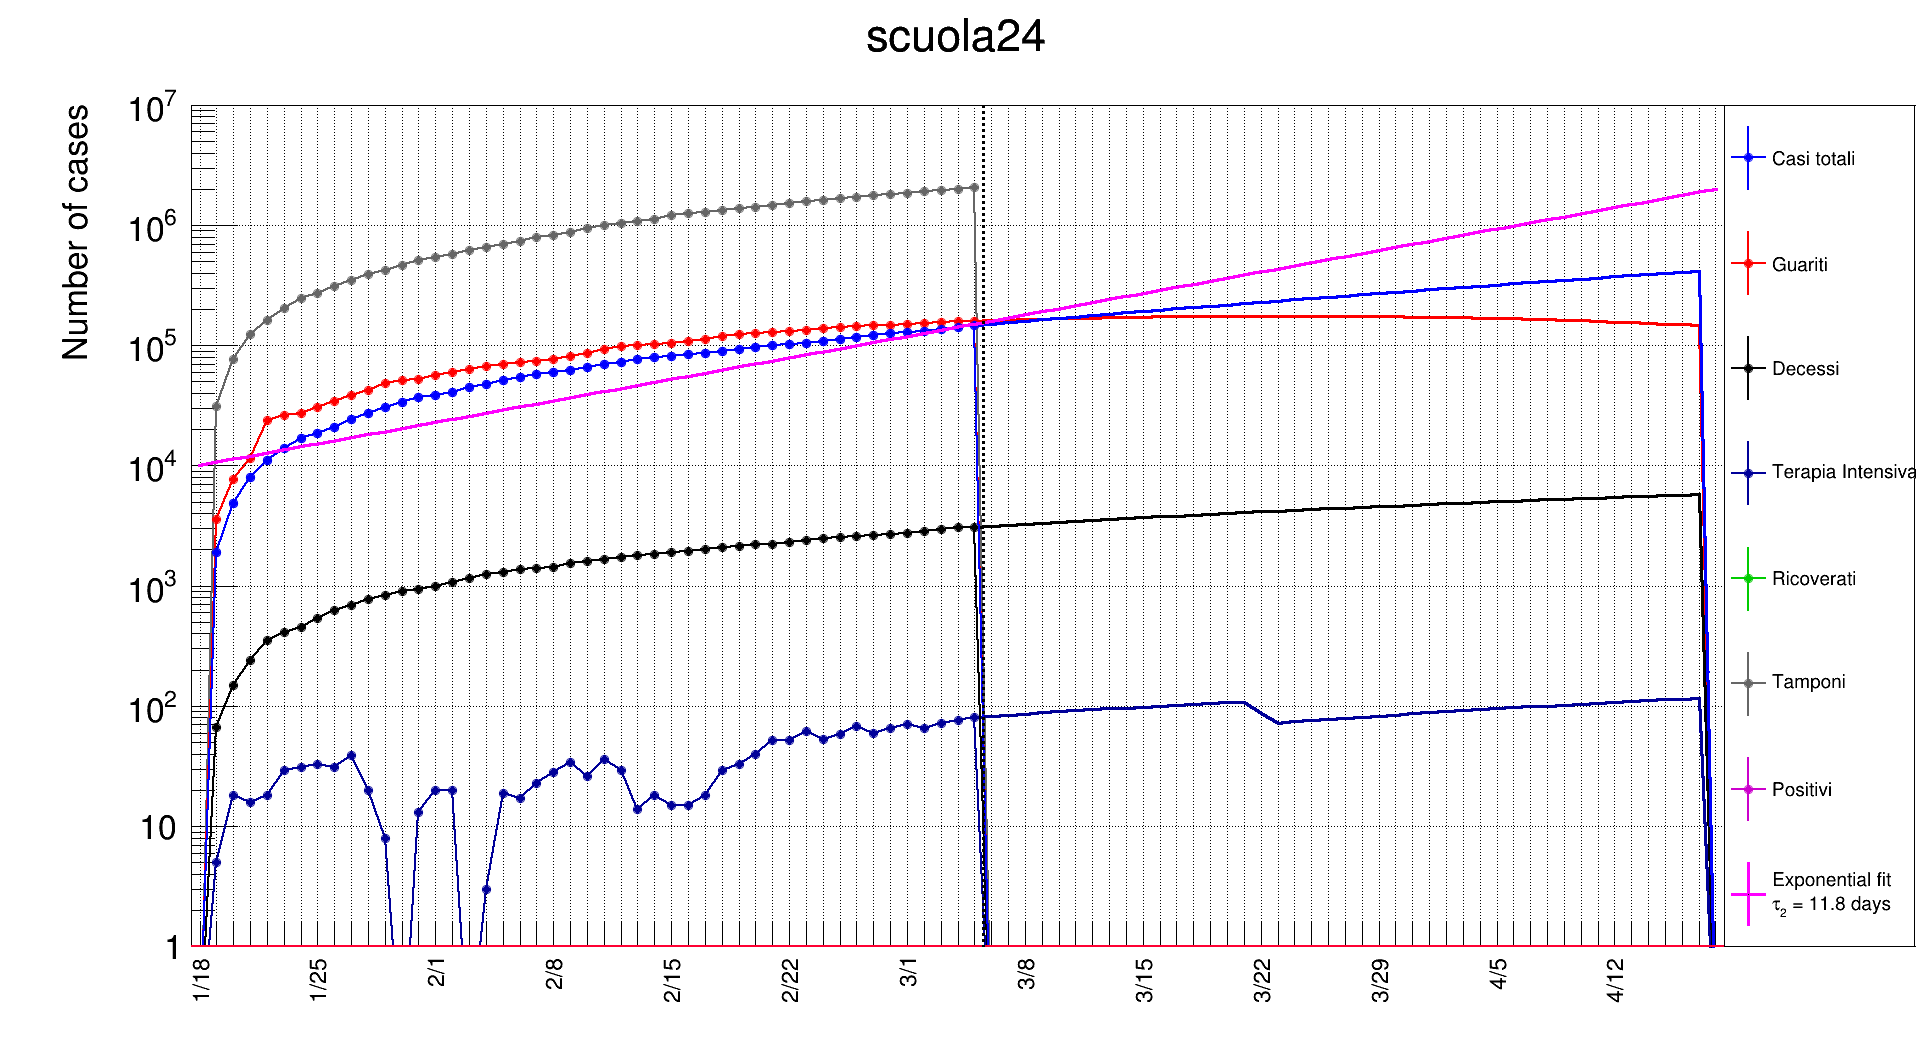 scuola24
Number of cases
10^7
10^6
10^5
10^4
10^3
10^2
10
1
1/18
1/25
2/1
2/8
2/15
2/22
3/1
3/8
3/15
3/22
3/29
4/5
4/12
Casi totali
Guariti
Decessi
Terapia Intensiva
Ricoverati
Tamponi
Positivi
Exponential fit
τ₂ = 11.8 days